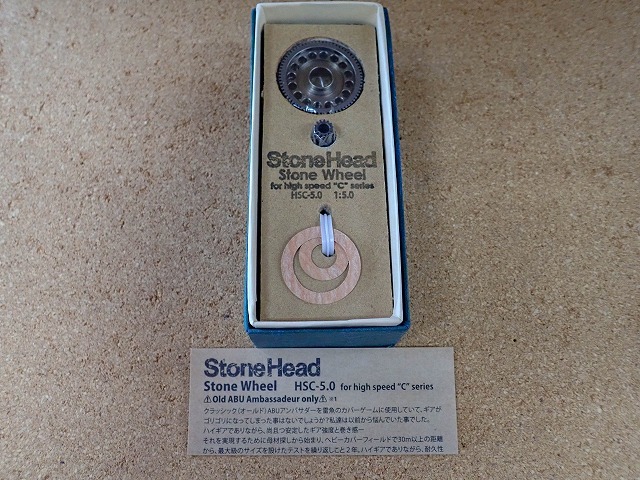 StoneHead
Stone Wheel
for high speed "C" series
HSC-5.0 1:5.0
StoneHead
Stone Wheel HSC-5.0 for high speed "C" series
⚠Old ABU Ambassadeur only⚠ ※1
クラッシック(オールド)ABUアンバサダーを雷魚のカバーゲームに使用していて、ギアが
ゴリゴリになってしまった事はないでしょうか?私達は以前から悩んでいた事でした。
ハイギアでありながら、尚且つ安定したギア強度と巻き感ー
それを実現するために母材探しから始まり、ヘビーカバーフィールドで30m以上の距離
から、最大級のサイズを掛けたテストを繰り返しこと2年。ハイギアでありながら、耐久性